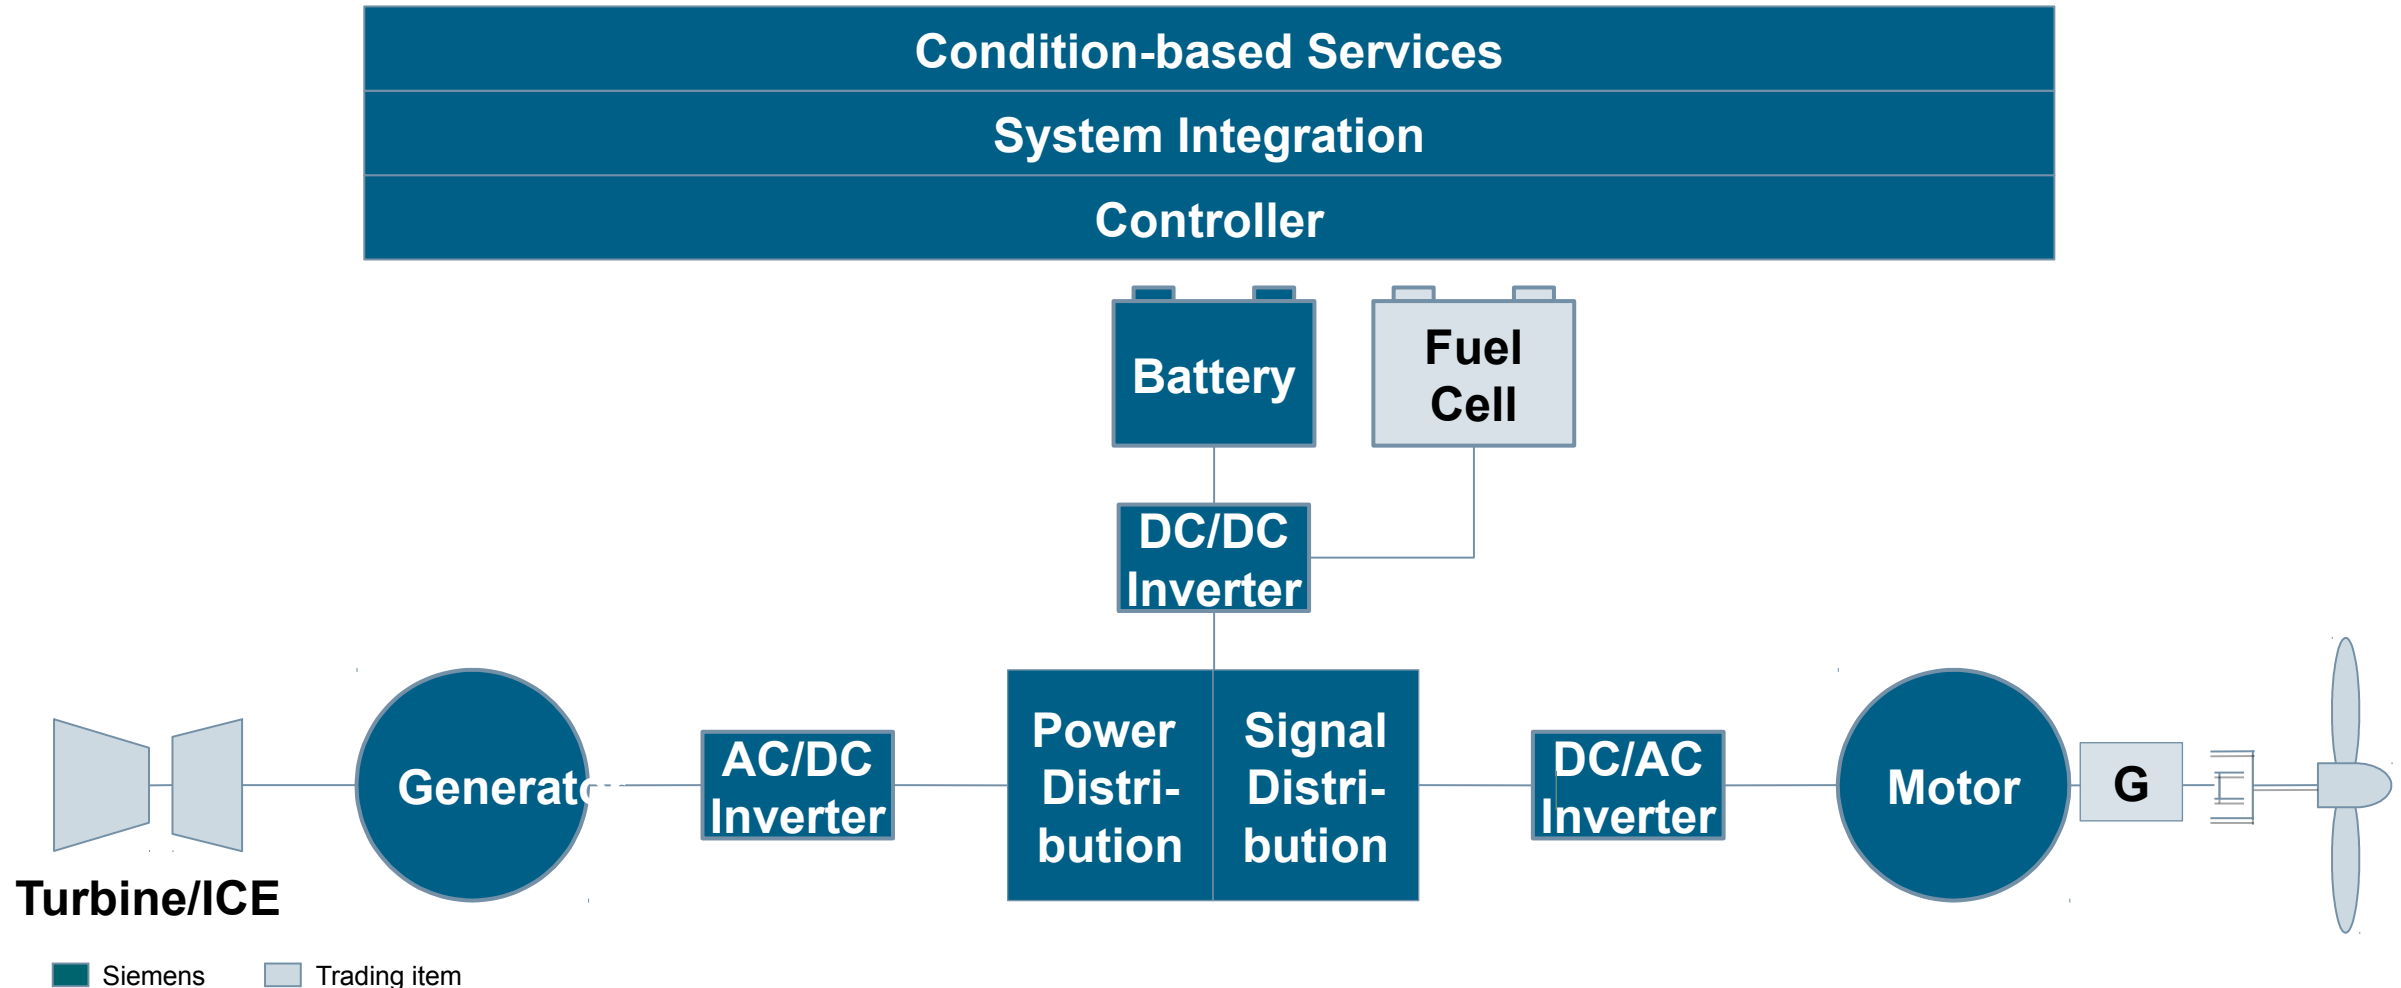 Condition-based Services
System Integration
Controller
Battery
Fuel
Cell
DC/DC
Inverter
Generator
AC/DC
Inverter
Power
Distri-
bution
Signal
Distri-
bution
DC/AC
Inverter
Motor
G
Turbine/ICE
Siemens
Trading item